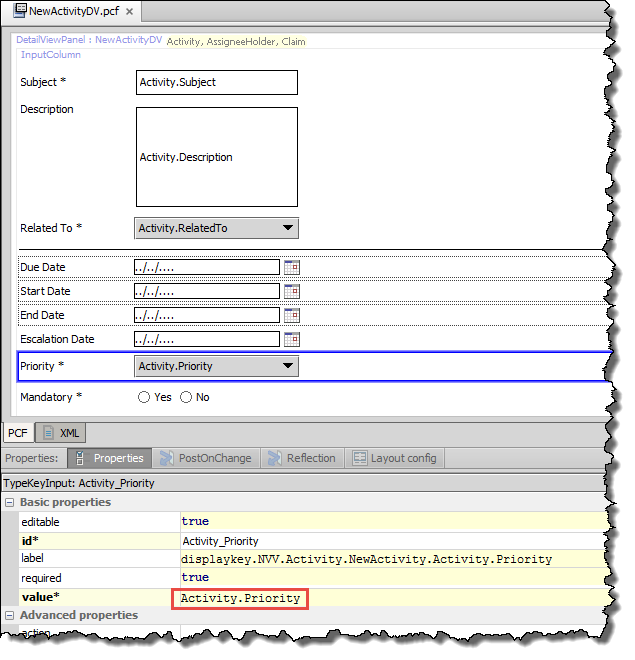 NewActivityDV.pcf ×
DetailViewPanel : NewActivityDV Activity, AssigneeHolder, Claim
InputColumn
Subject * Activity.Subject
Description
Activity.Description
Related To * Activity.RelatedTo
Due Date ../../....
Start Date ../../....
End Date ../../....
Escalation Date ../../....
Priority * Activity.Priority
Mandatory * Yes No
PCF XML
Properties: Properties PostOnChange Reflection Layout config
TypeKeyInput: Activity_Priority
Basic properties
editable true
id* Activity_Priority
label displaykey.NVV.Activity.NewActivity.Activity.Priority
required true
value* Activity.Priority
Advanced properties
action